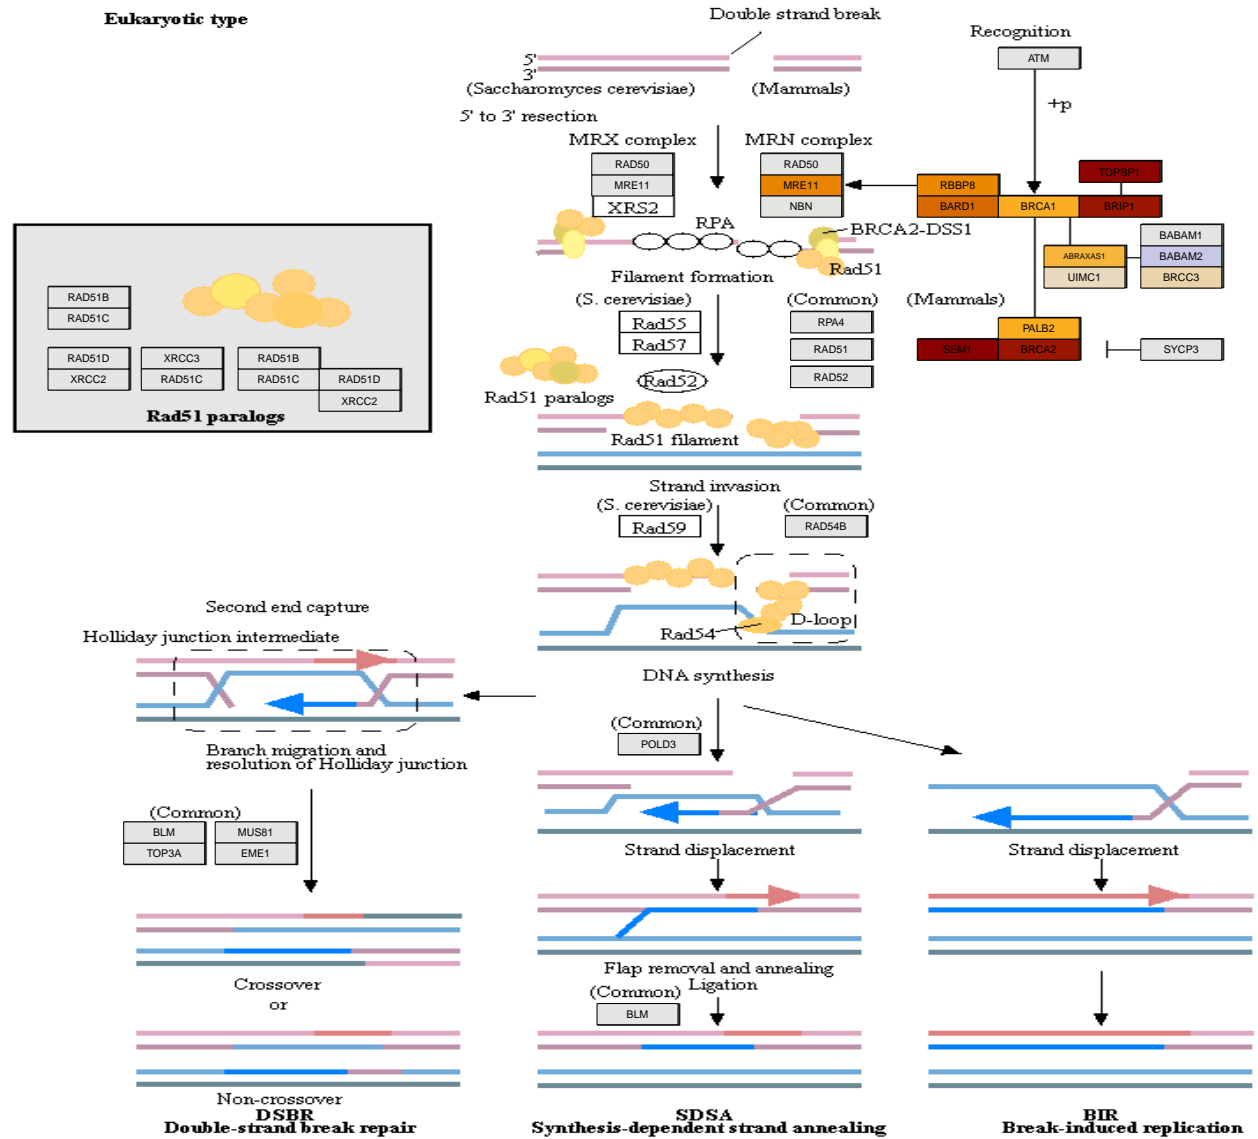 Eukaryotic type
Double strand break
Recognition
ATM
+p
5'
3'
(Saccharomyces cerevisiae)
(Mammals)
5' to 3' resection
MRX complex
MRN complex
RAD50
MRE11
XRS2
RAD50
MRE11
NBN
RBBP8
BARD1
BRCA1
TOPBP1
BRIP1
RPA
BRCA2-DSS1
Rad51
ABRAXAS1
UIMC1
BABAM1
BABAM2
BRCC3
Filament formation
(S. cerevisiae)
(Common)
(Mammals)
Rad55
Rad57
RPA4
RAD51
RAD52
PALB2
SEM1
BRCA2
SYCP3
Rad52
Rad51 paralogs
Rad51 filament
RAD51B
RAD51C
RAD51D
XRCC2
XRCC3
RAD51C
RAD51B
RAD51C
RAD51D
XRCC2
Rad51 paralogs
Strand invasion
(S. cerevisiae)
(Common)
Rad59
RAD54B
Rad54
D-loop
Second end capture
Holliday junction intermediate
DNA synthesis
Branch migration and
resolution of Holliday junction
(Common)
POLD3
(Common)
BLM
TOP3A
MUS81
EME1
Strand displacement
Strand displacement
Flap removal and annealing
Ligation
(Common)
BLM
Crossover
or
Non-crossover
DSBR
Double-strand break repair
SDSA
Synthesis-dependent strand annealing
BIR
Break-induced replication